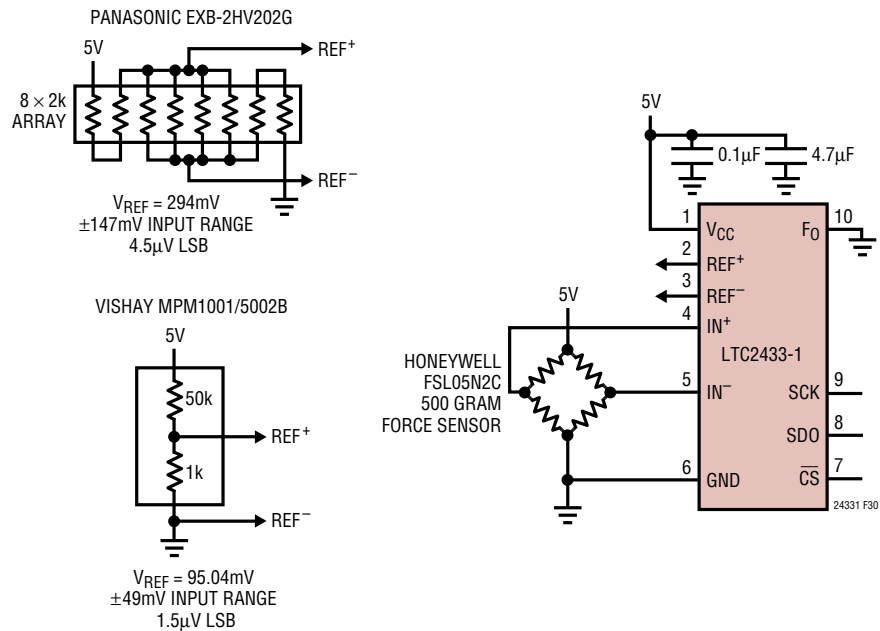 PANASONIC EXB-2HV202G
5V
REF+
8 × 2k
ARRAY
REF–
VREF = 294mV
±147mV INPUT RANGE
4.5µV LSB
VISHAY MPM1001/5002B
5V
50k
REF+
1k
REF–
VREF = 95.04mV
±49mV INPUT RANGE
1.5µV LSB
5V
0.1µF
4.7µF
1
VCC
FO
10
2
REF+
3
REF–
4
IN+
LTC2433-1
5V
HONEYWELL
FSL05N2C
500 GRAM
FORCE SENSOR
5
IN–
SCK
9
SDO
8
6
GND
CS
7
24331 F30